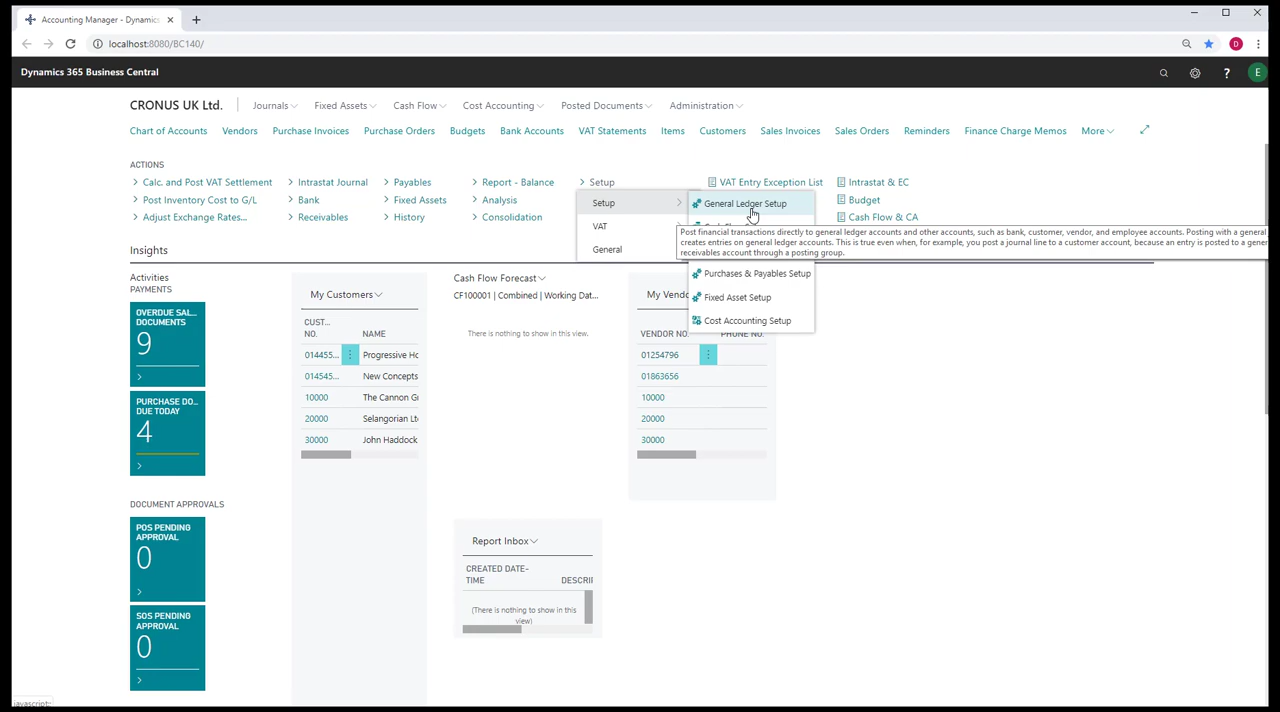 Accounting Manager - Dynamics
localhost:8080/BC140/
D
Dynamics 365 Business Central
?
E
CRONUS UK Ltd.
Journals
Fixed Assets
Cash Flow
Cost Accounting
Posted Documents
Administration
Chart of Accounts
Vendors
Purchase Invoices
Purchase Orders
Budgets
Bank Accounts
VAT Statements
Items
Customers
Sales Invoices
Sales Orders
Reminders
Finance Charge Memos
More
ACTIONS
Calc. and Post VAT Settlement
Intrastat Journal
Payables
Report - Balance
Setup
VAT Entry Exception List
Intrastat & EC
Post Inventory Cost to G/L
Bank
Fixed Assets
Analysis
Setup
General Ledger Setup
Budget
Adjust Exchange Rates...
Receivables
History
Consolidation
VAT
Cash Flow & CA
General
Post financial transactions directly to general ledger accounts and other accounts, such as bank, customer, vendor, and employee accounts. Posting with a general
creates entries on general ledger accounts. This is true even when, for example, you post a journal line to a customer account, because an entry is posted to a gener
receivables account through a posting group.
Purchases & Payables Setup
Fixed Asset Setup
Cost Accounting Setup
Insights
Activities
PAYMENTS
OVERDUE SAL...
DOCUMENTS
9
PURCHASE DO...
DUE TODAY
4
DOCUMENT APPROVALS
POS PENDING
APPROVAL
0
SOS PENDING
APPROVAL
0
My Customers
CUST...
NO.
NAME
014455...
Progressive Ho
014545...
New Concepts
10000
The Cannon Gr
20000
Selangorian Lt
30000
John Haddock
Cash Flow Forecast
CF100001 | Combined | Working Dat...
There is nothing to show in this view.
My Vend
VENDOR NO.
PHONE NO.
01254796
01863656
10000
20000
30000
Report Inbox
CREATED DATE-
TIME
DESCRI
(There is nothing to show in this
view)
javascript: